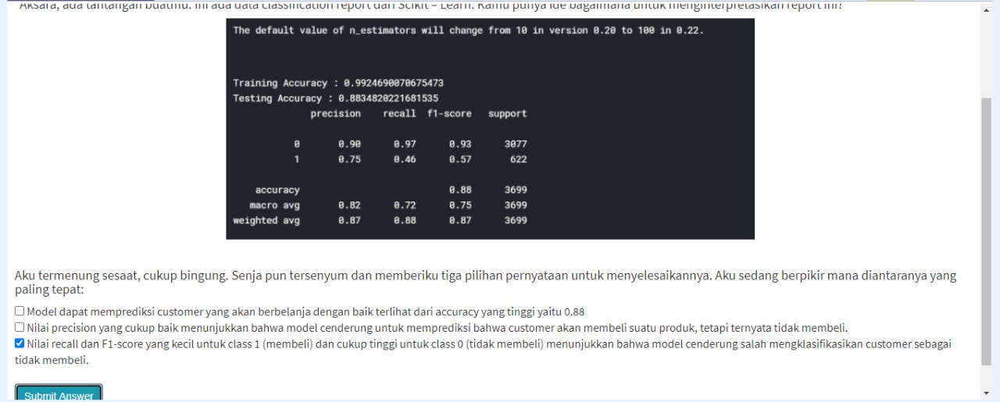 Aksara, ada tantangan buatmu. Ini ada data classification report dari Scikit – Learn. Kamu punya ide bagaimana untuk menginterpretasikan report ini?
The default value of n_estimators will change from 10 in version 0.20 to 100 in 0.22.
Training Accuracy : 0.9924690070675473
Testing Accuracy : 0.8834820221681535
precision recall f1-score support
0 0.90 0.97 0.93 3077
1 0.75 0.46 0.57 622
accuracy 0.88 3699
macro avg 0.82 0.72 0.75 3699
weighted avg 0.87 0.88 0.87 3699
Aku termenung sesaat, cukup bingung. Senja pun tersenyum dan memberiku tiga pilihan pernyataan untuk menyelesaikannya. Aku sedang berpikir mana diantaranya yang
paling tepat:
Model dapat memprediksi customer yang akan berbelanja dengan baik terlihat dari accuracy yang tinggi yaitu 0.88
Nilai precision yang cukup baik menunjukkan bahwa model cenderung untuk memprediksi bahwa customer akan membeli suatu produk, tetapi ternyata tidak membeli.
Nilai recall dan F1-score yang kecil untuk class 1 (membeli) dan cukup tinggi untuk class 0 (tidak membeli) menunjukkan bahwa model cenderung salah mengklasifikasikan customer sebagai
tidak membeli.
Submit Answer